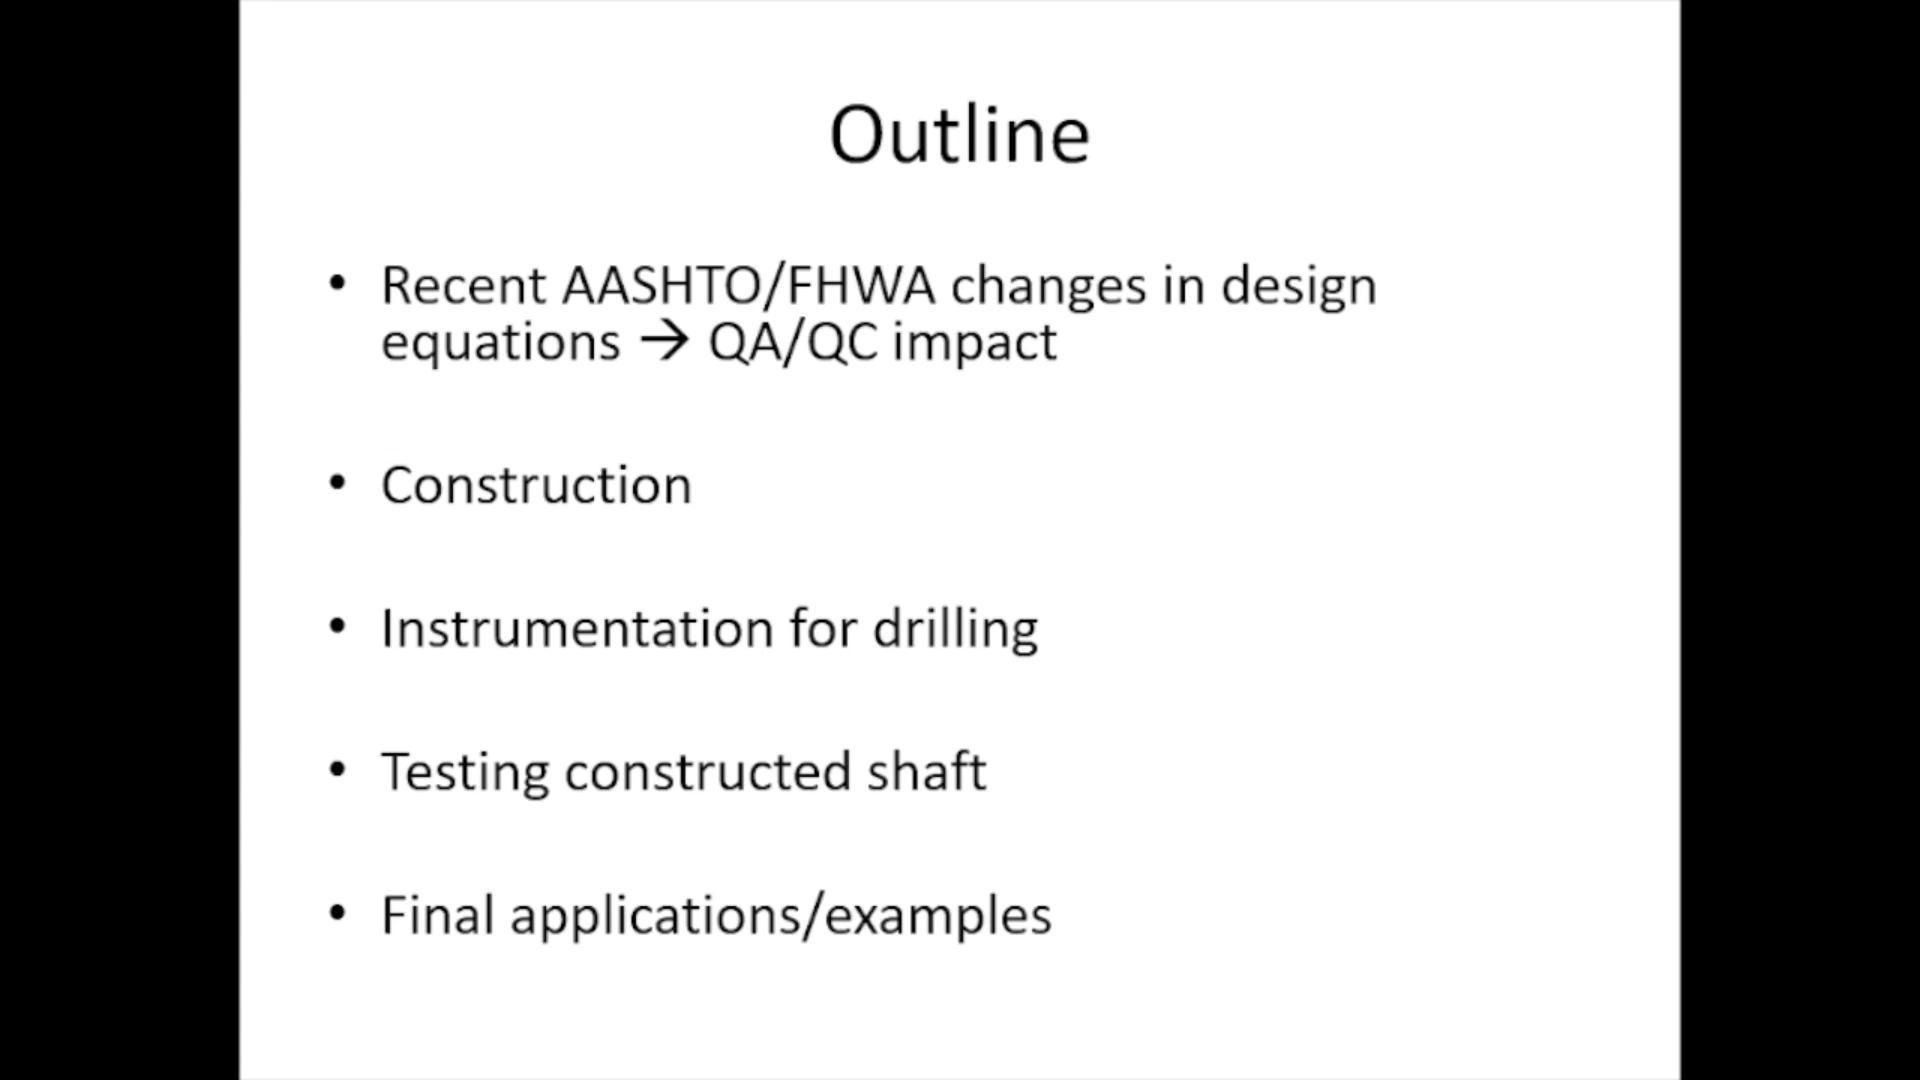 Outline
• Recent AASHTO/FHWA changes in design
equations → QA/QC impact
• Construction
• Instrumentation for drilling
• Testing constructed shaft
• Final applications/examples